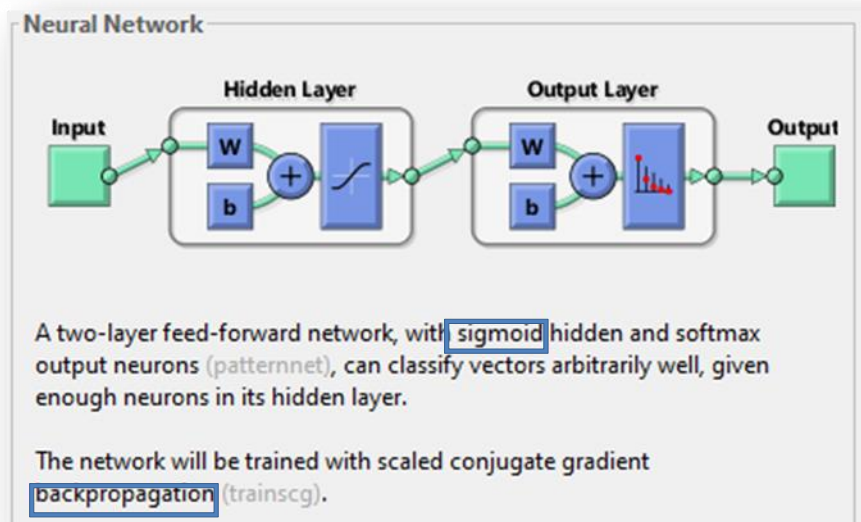 Neural Network
Hidden Layer
Output Layer
Input
Output
W
W
+
+
b
b
A two-layer feed-forward network, with sigmoid hidden and softmax
output neurons (patternnet), can classify vectors arbitrarily well, given
enough neurons in its hidden layer.
The network will be trained with scaled conjugate gradient
backpropagation (trainscg).